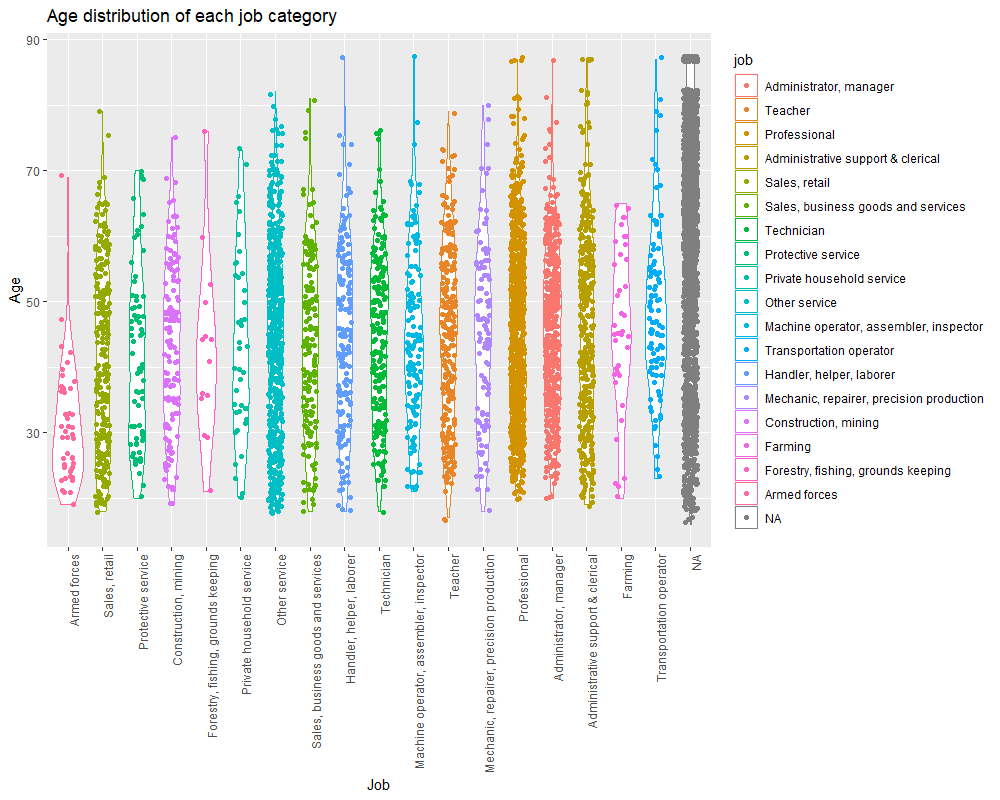 Age distribution of each job category
90
70
50
30
Age
Armed forces
Sales, retail
Protective service
Construction, mining
Forestry, fishing, grounds keeping
Private household service
Other service
Sales, business goods and services
Handler, helper, laborer
Technician
Machine operator, assembler, inspector
Teacher
Mechanic, repairer, precision production
Professional
Administrator, manager
Administrative support & clerical
Farming
Transportation operator
NA
Job
job
Administrator, manager
Teacher
Professional
Administrative support & clerical
Sales, retail
Sales, business goods and services
Technician
Protective service
Private household service
Other service
Machine operator, assembler, inspector
Transportation operator
Handler, helper, laborer
Mechanic, repairer, precision production
Construction, mining
Farming
Forestry, fishing, grounds keeping
Armed forces
NA